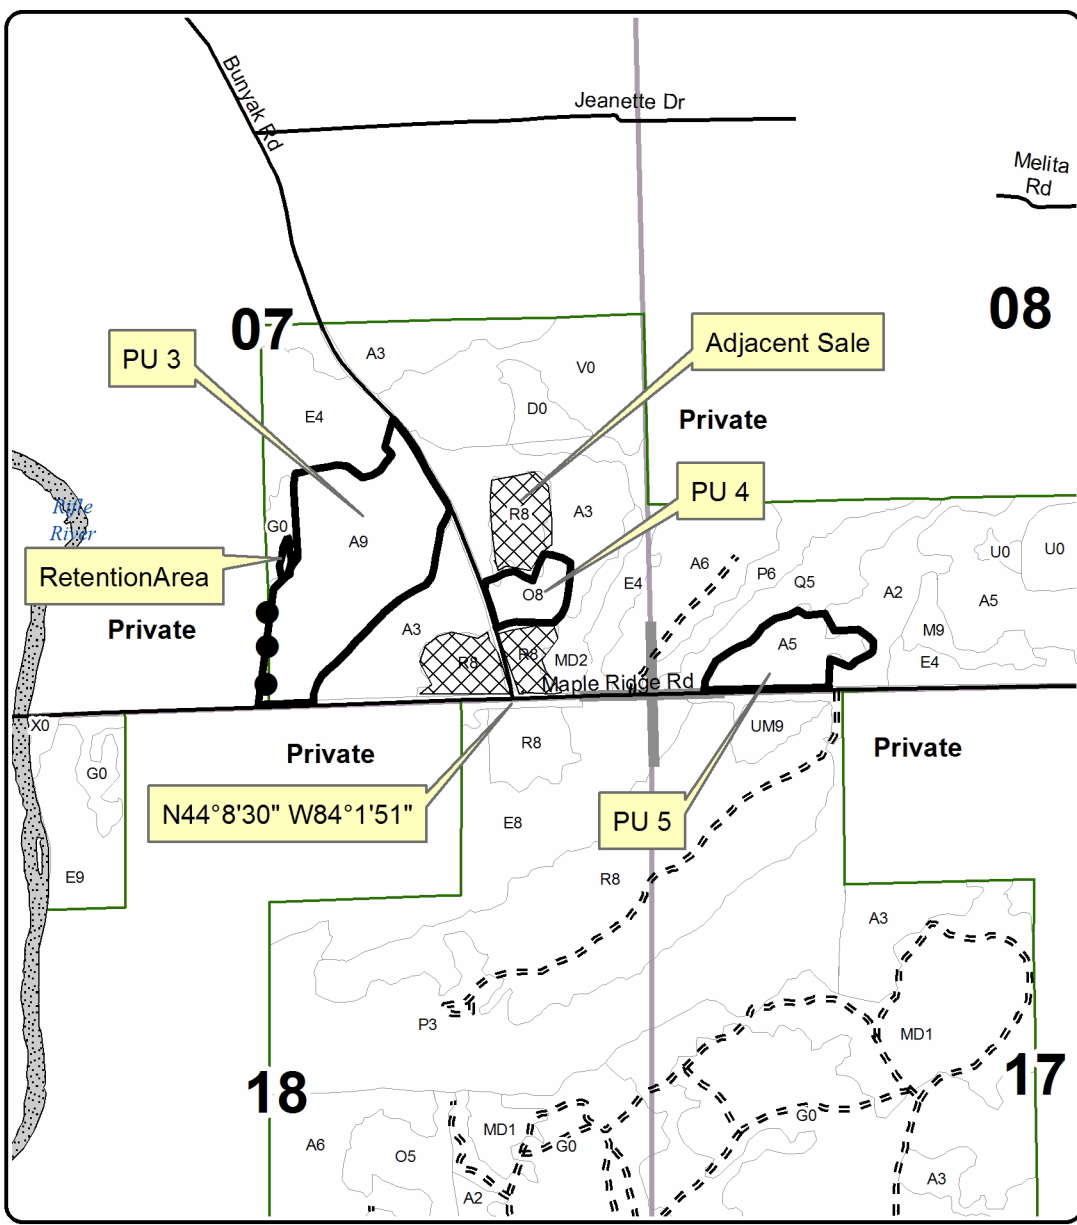 Bunyak Rd
Jeanette Dr
Melita
Rd
07
08
PU 3
A3
Adjacent Sale
V0
D0
E4
Private
PU 4
Rifle
River
G0
R8
A3
A9
U0
U0
RetentionArea
A6
P6
Q5
E4
O8
A2
A5
Private
A3
M9
A5
R8
R8
MD2
E4
Maple Ridge Rd
X0
R8
UM9
Private
Private
G0
N44°8'30" W84°1'51"
PU 5
E8
E9
R8
A3
P3
MD1
18
17
G0
A6
MD1
G0
O5
A3
A2